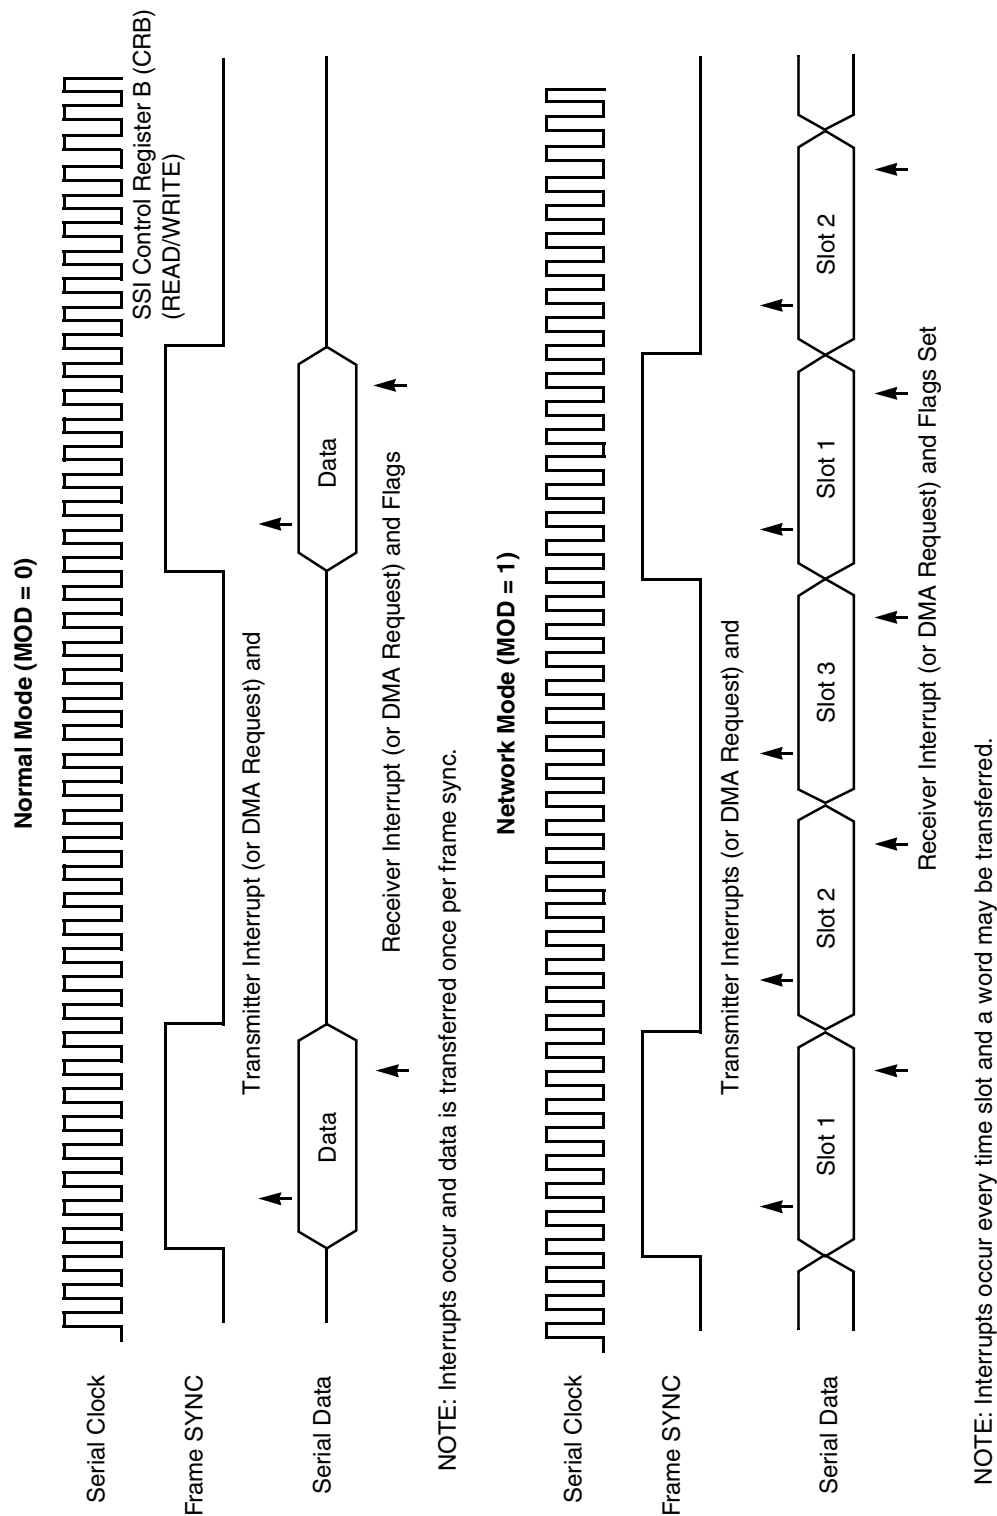 Normal Mode (MOD = 0)
Serial Clock
SSI Control Register B (CRB)
(READ/WRITE)
Frame SYNC
Transmitter Interrupt (or DMA Request) and
Serial Data
Data
Data
Receiver Interrupt (or DMA Request) and Flags
NOTE: Interrupts occur and data is transferred once per frame sync.
Network Mode (MOD = 1)
Serial Clock
Frame SYNC
Transmitter Interrupts (or DMA Request) and
Serial Data
Slot 1
Slot 2
Slot 3
Slot 1
Slot 2
Receiver Interrupt (or DMA Request) and Flags Set
NOTE: Interrupts occur every time slot and a word may be transferred.